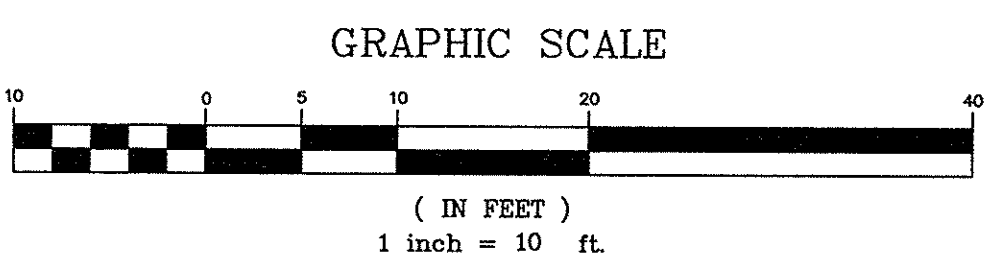 GRAPHIC SCALE
10 0 5 10 20 40
( IN FEET )
1 inch = 10 ft.